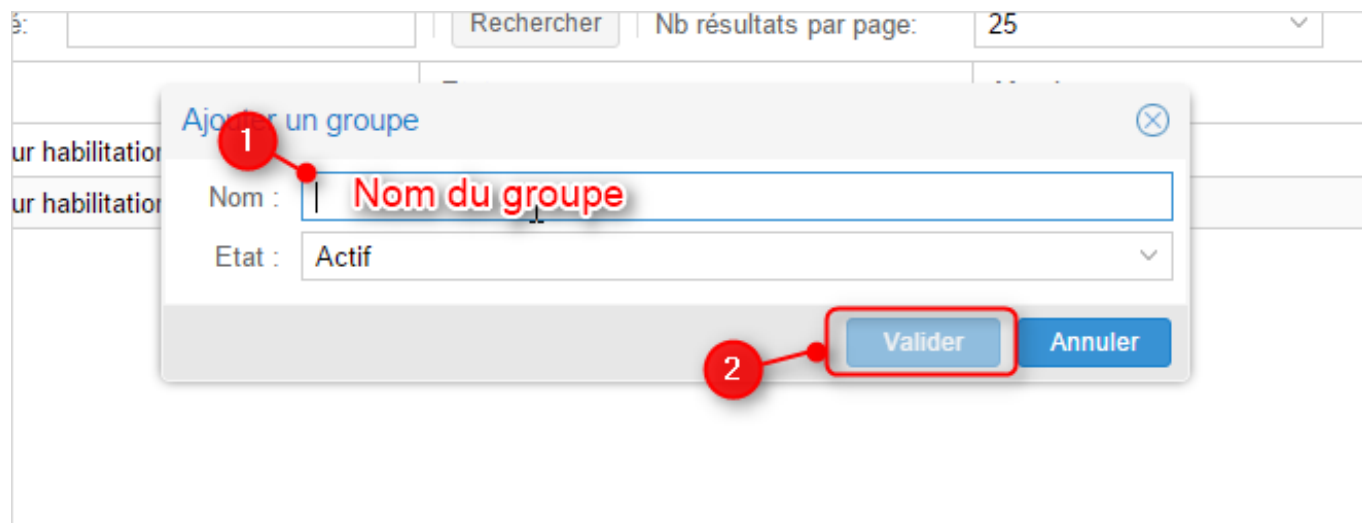 é: Rechercher Nb résultats par page: 25
Ajouter un groupe
1
ur habilitation
Nom : Nom du groupe
ur habilitation
Etat : Actif
Valider Annuler
2